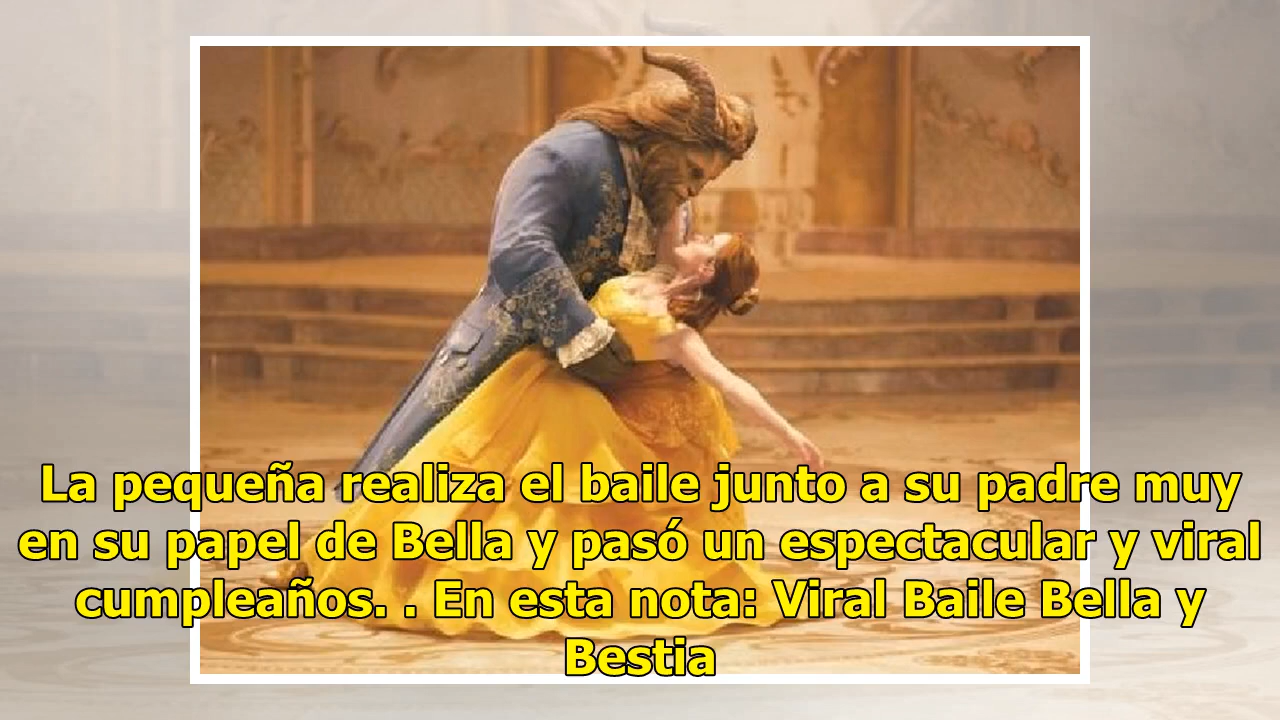 La pequeña realiza el baile junto a su padre muy
en su papel de Bella y pasó un espectacular y viral
cumpleaños. . En esta nota: Viral Baile Bella y
Bestia